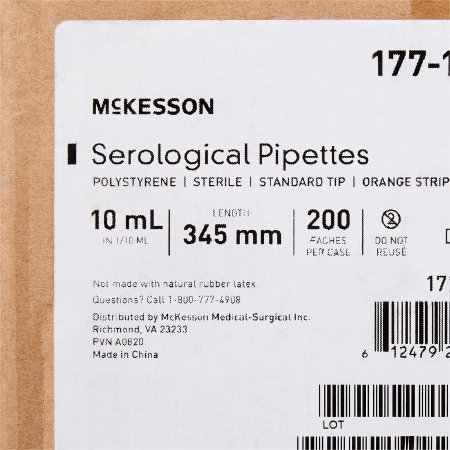 177-1
McKESSON
Serological Pipettes
POLYSTYRENE | STERILE | STANDARD TIP | ORANGE STRIP
10 mL
IN 1/10 ML
LENGTH
345 mm
200
EACHES
PER CASE
DO NOT
REUSE
Not made with natural rubber latex.
Questions? Call 1-800-777-4908
Distributed by McKesson Medical-Surgical Inc.
Richmond, VA 23233
PVN A0820
Made in China
17
6 12479 2
LOT